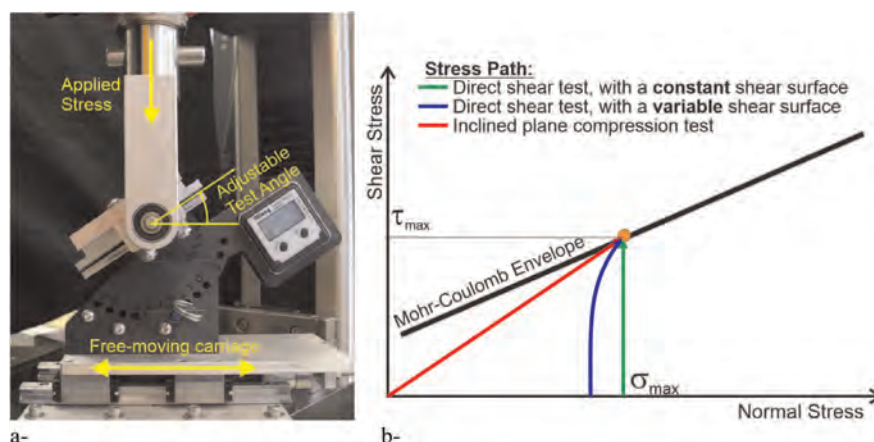 Applied
Stress
Adjustable
Test Angle
Free-moving carriage
a-
Stress Path:
Direct shear test, with a constant shear surface
Direct shear test, with a variable shear surface
Inclined plane compression test
Shear Stress
τmax
Mohr-Coulomb Envelope
σmax
Normal Stress
b-